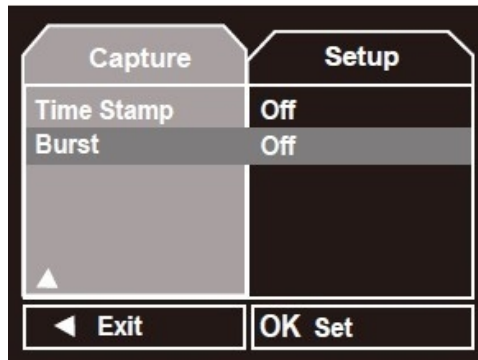 Capture Setup
Time Stamp Off
Burst Off
Exit OK Set